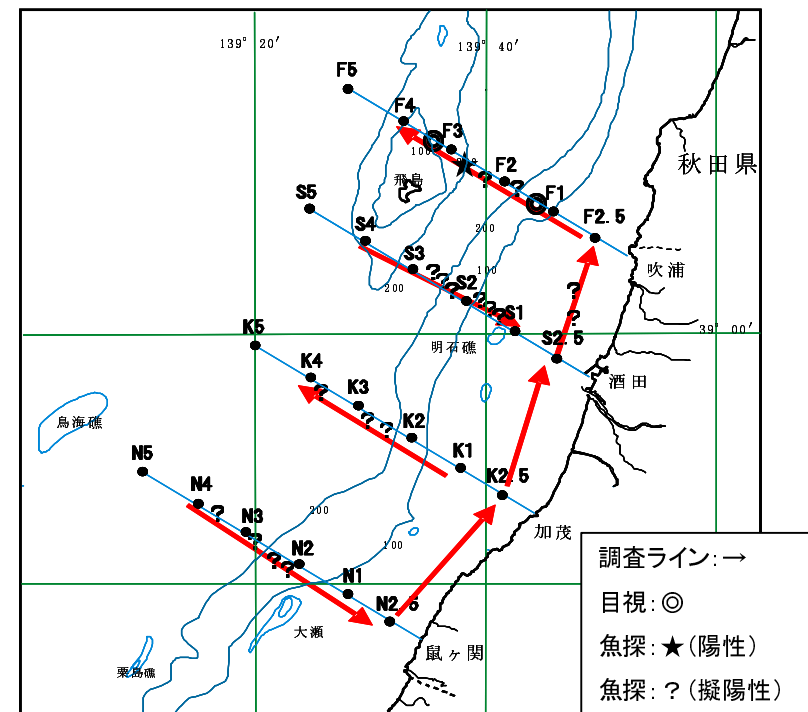 139° 20′
139° 40′
F5
F4
F3
100
200
F2
?
?
F1
F2.5
秋田県
飛島
S5
S4
S3
?
?
?
S2
?
?
?
S1
200
200
100
吹浦
?
?
S2.5
39° 00′
明石礁
酒田
K5
K4
?
K3
?
?
K2
K1
K2.5
鳥海礁
加茂
N5
N4
?
N3
?
?
?
N2
200
100
N1
N2.5
大瀬
鼠ヶ関
粟島礁
調査ライン:→
目視:◎
魚探:★(陽性)
魚探:?(擬陽性)